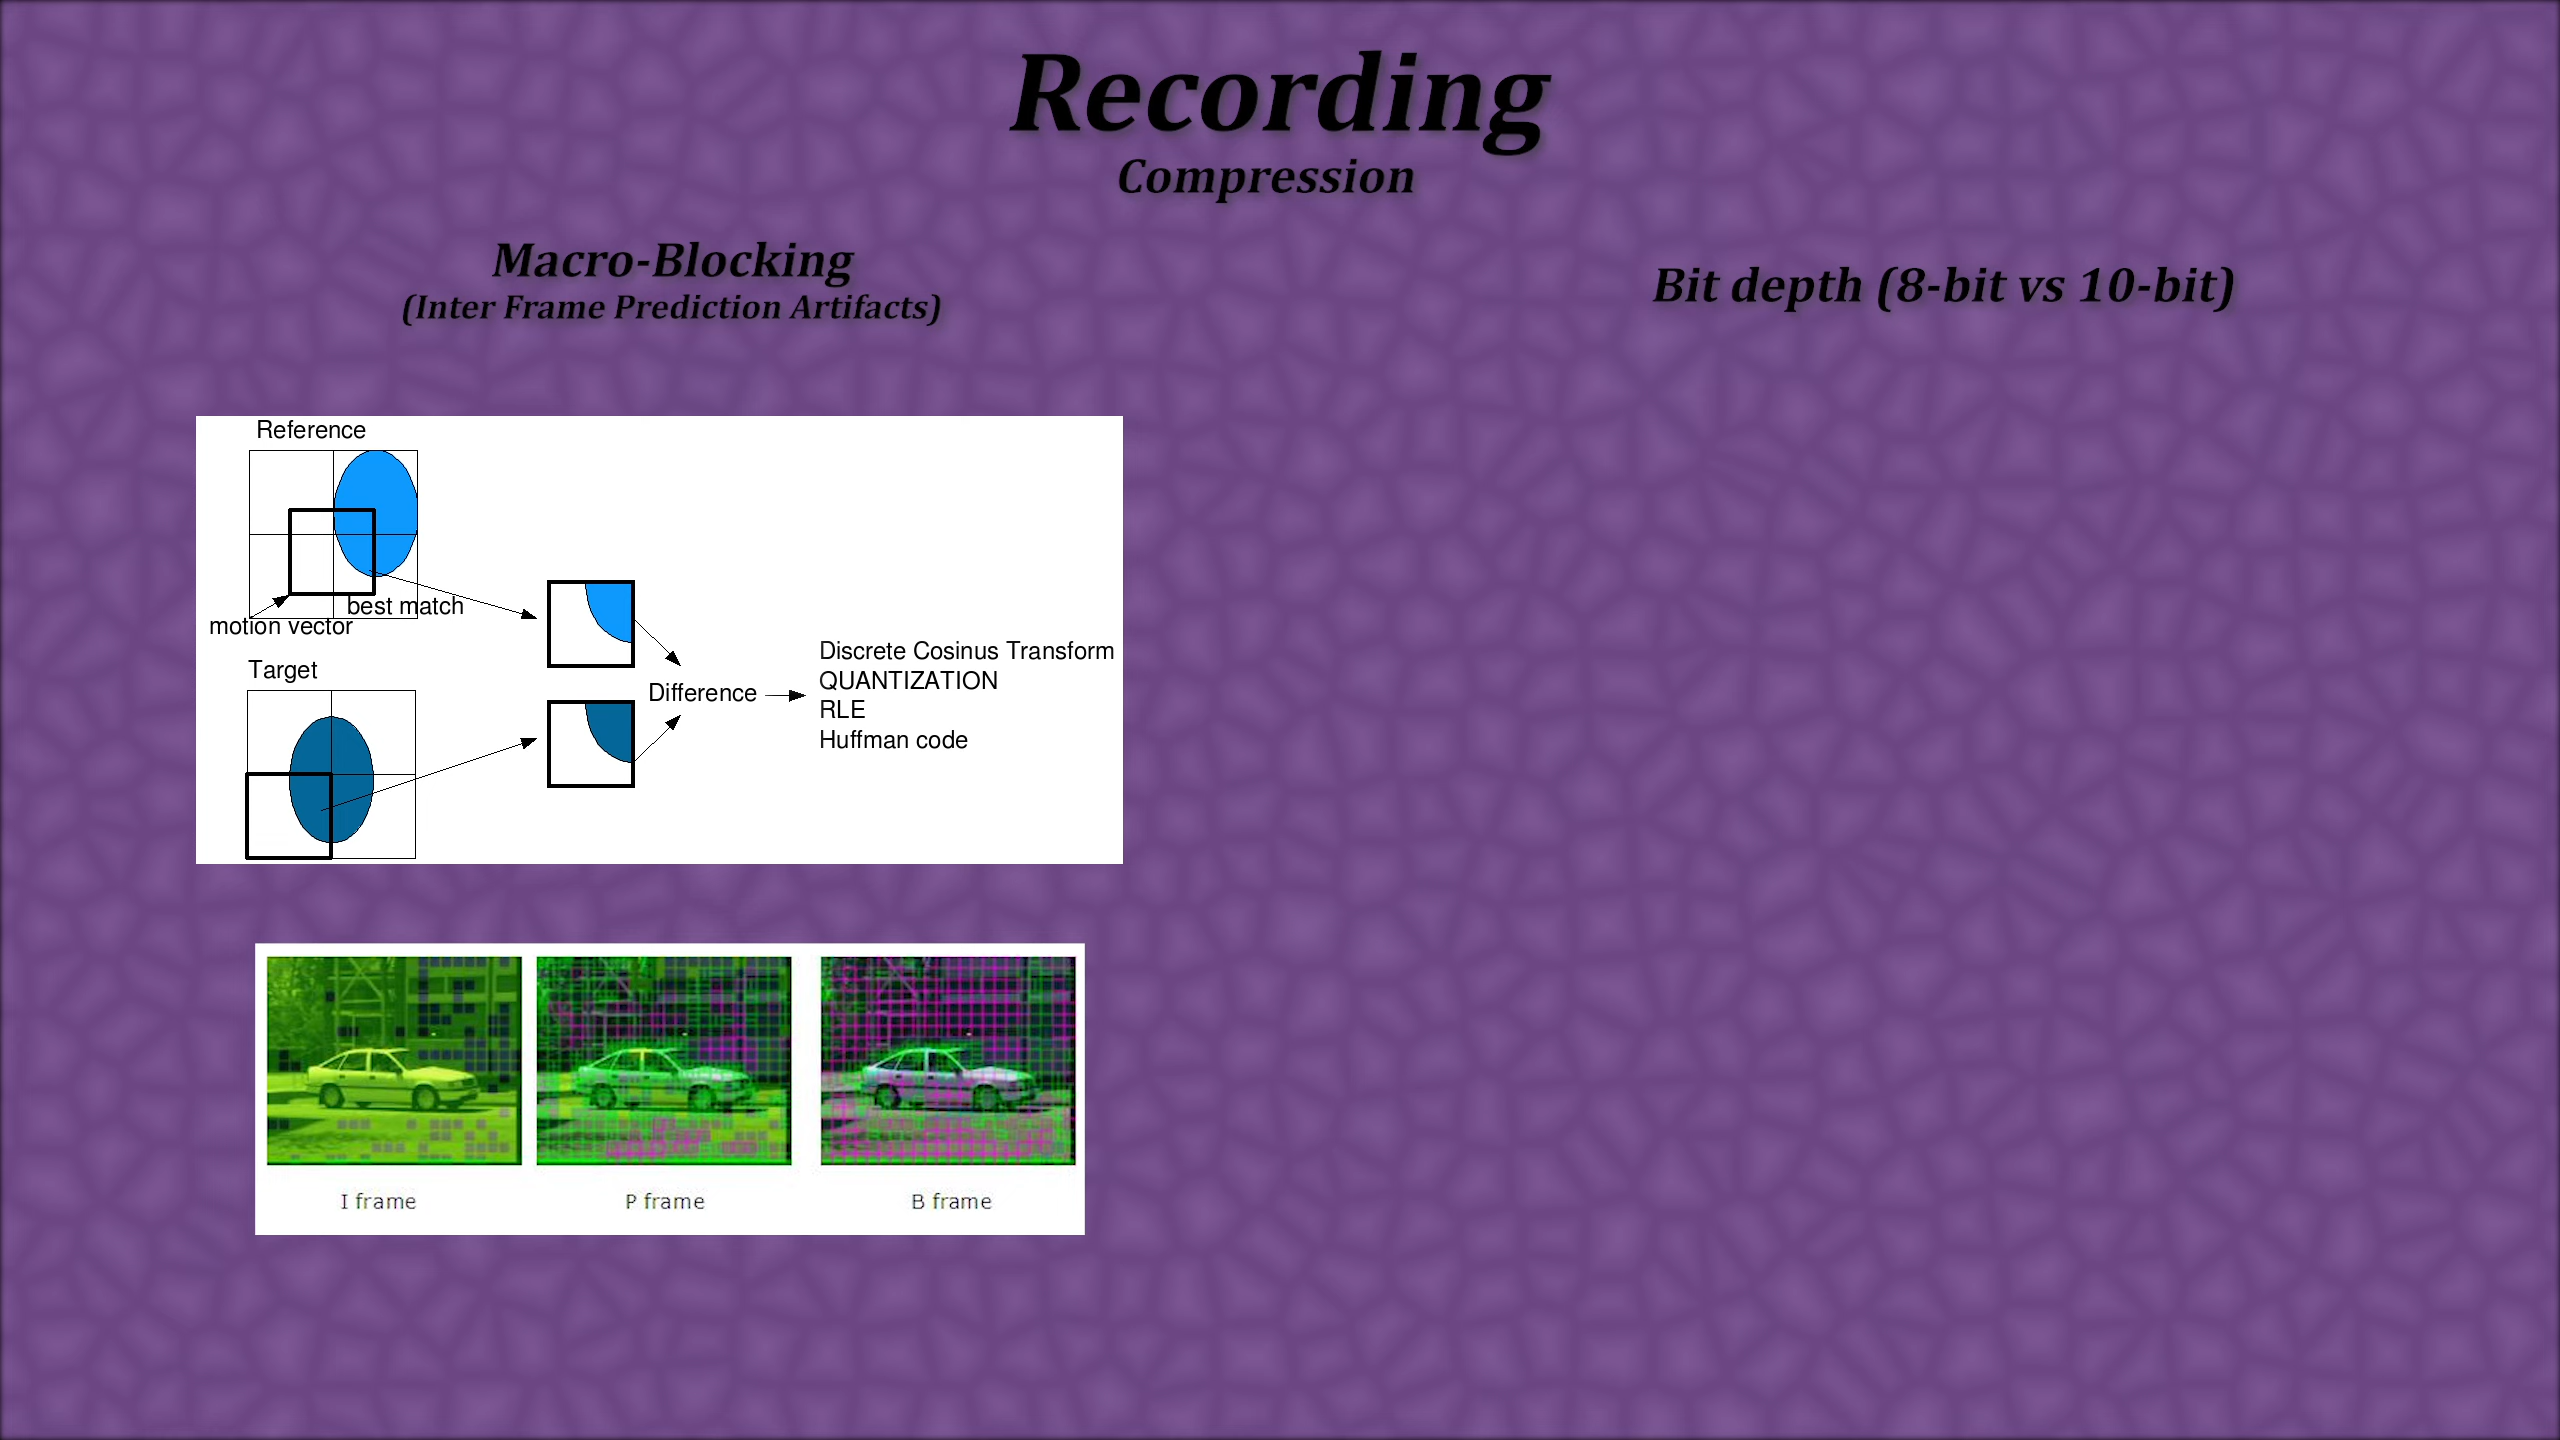 Recording
Compression
Macro-Blocking
(Inter Frame Prediction Artifacts)
Bit depth (8-bit vs 10-bit)
Reference
best match
motion vector
Target
Difference
Discrete Cosinus Transform
QUANTIZATION
RLE
Huffman code
I frame
P frame
B frame